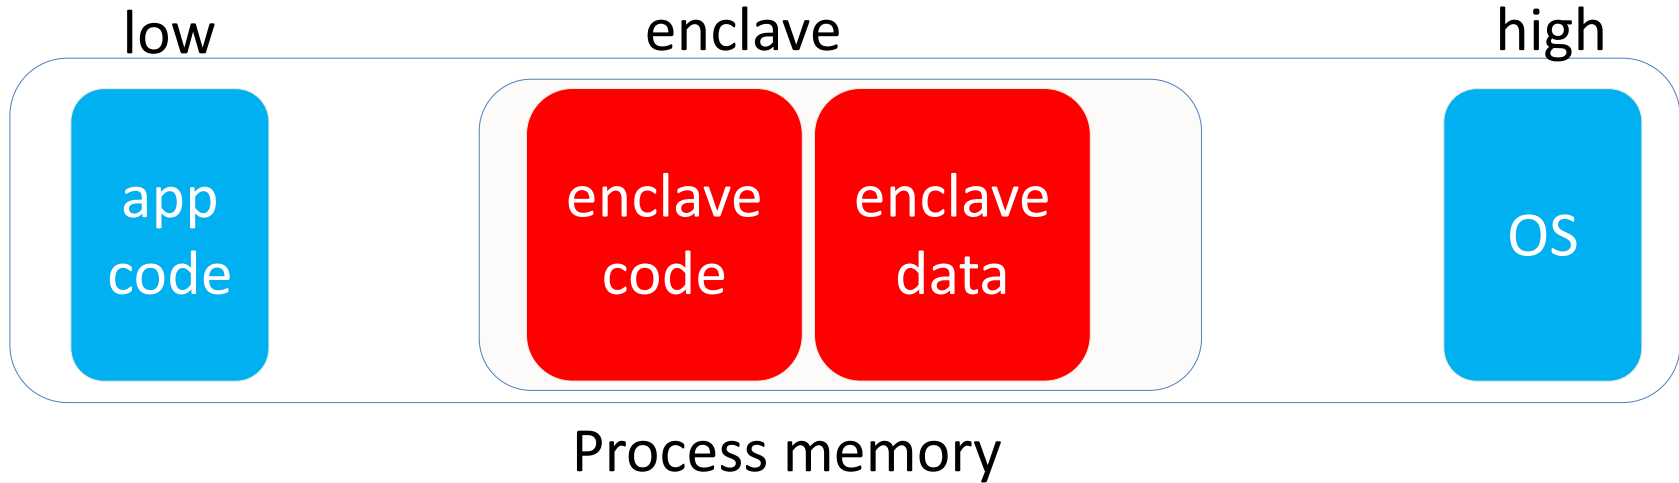 low
enclave
high
app
code
enclave
code
enclave
data
OS
Process memory